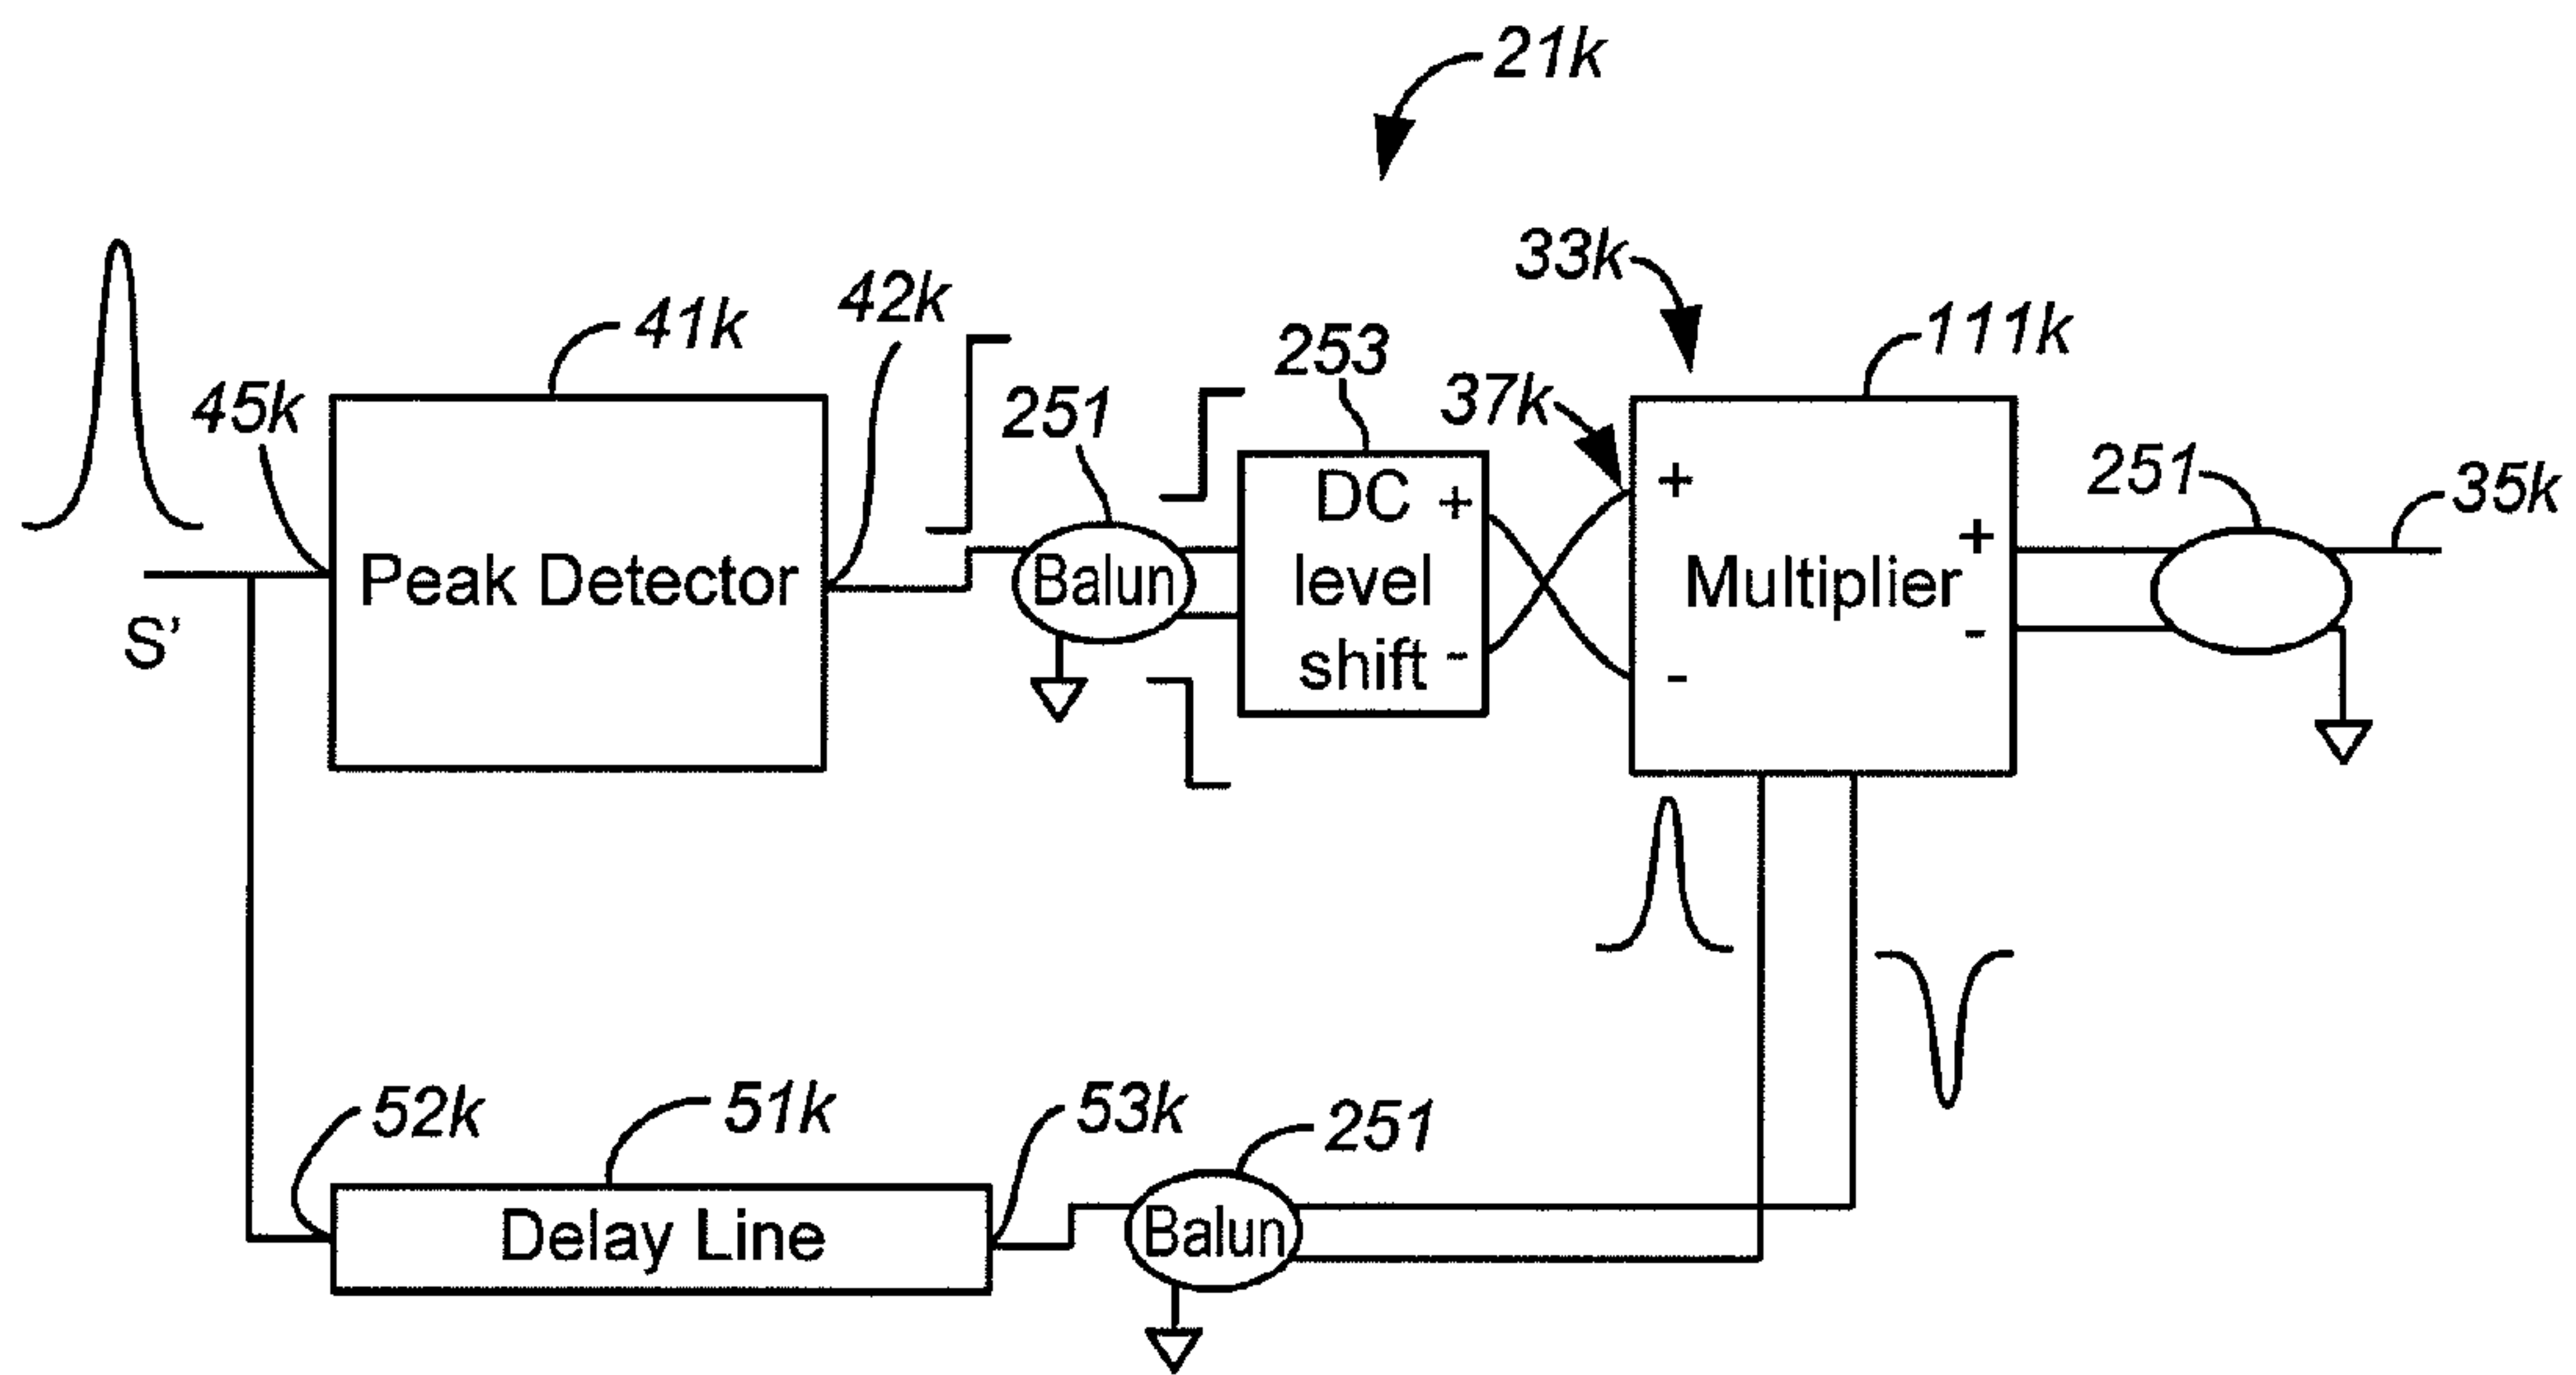 21k
33k
41k
42k
253
111k
37k
45k
251
251
35k
DC +
+
+
Peak Detector
Balun
level
Multiplier
S'
shift -
-
-
52k
51k
53k
251
Delay Line
Balun